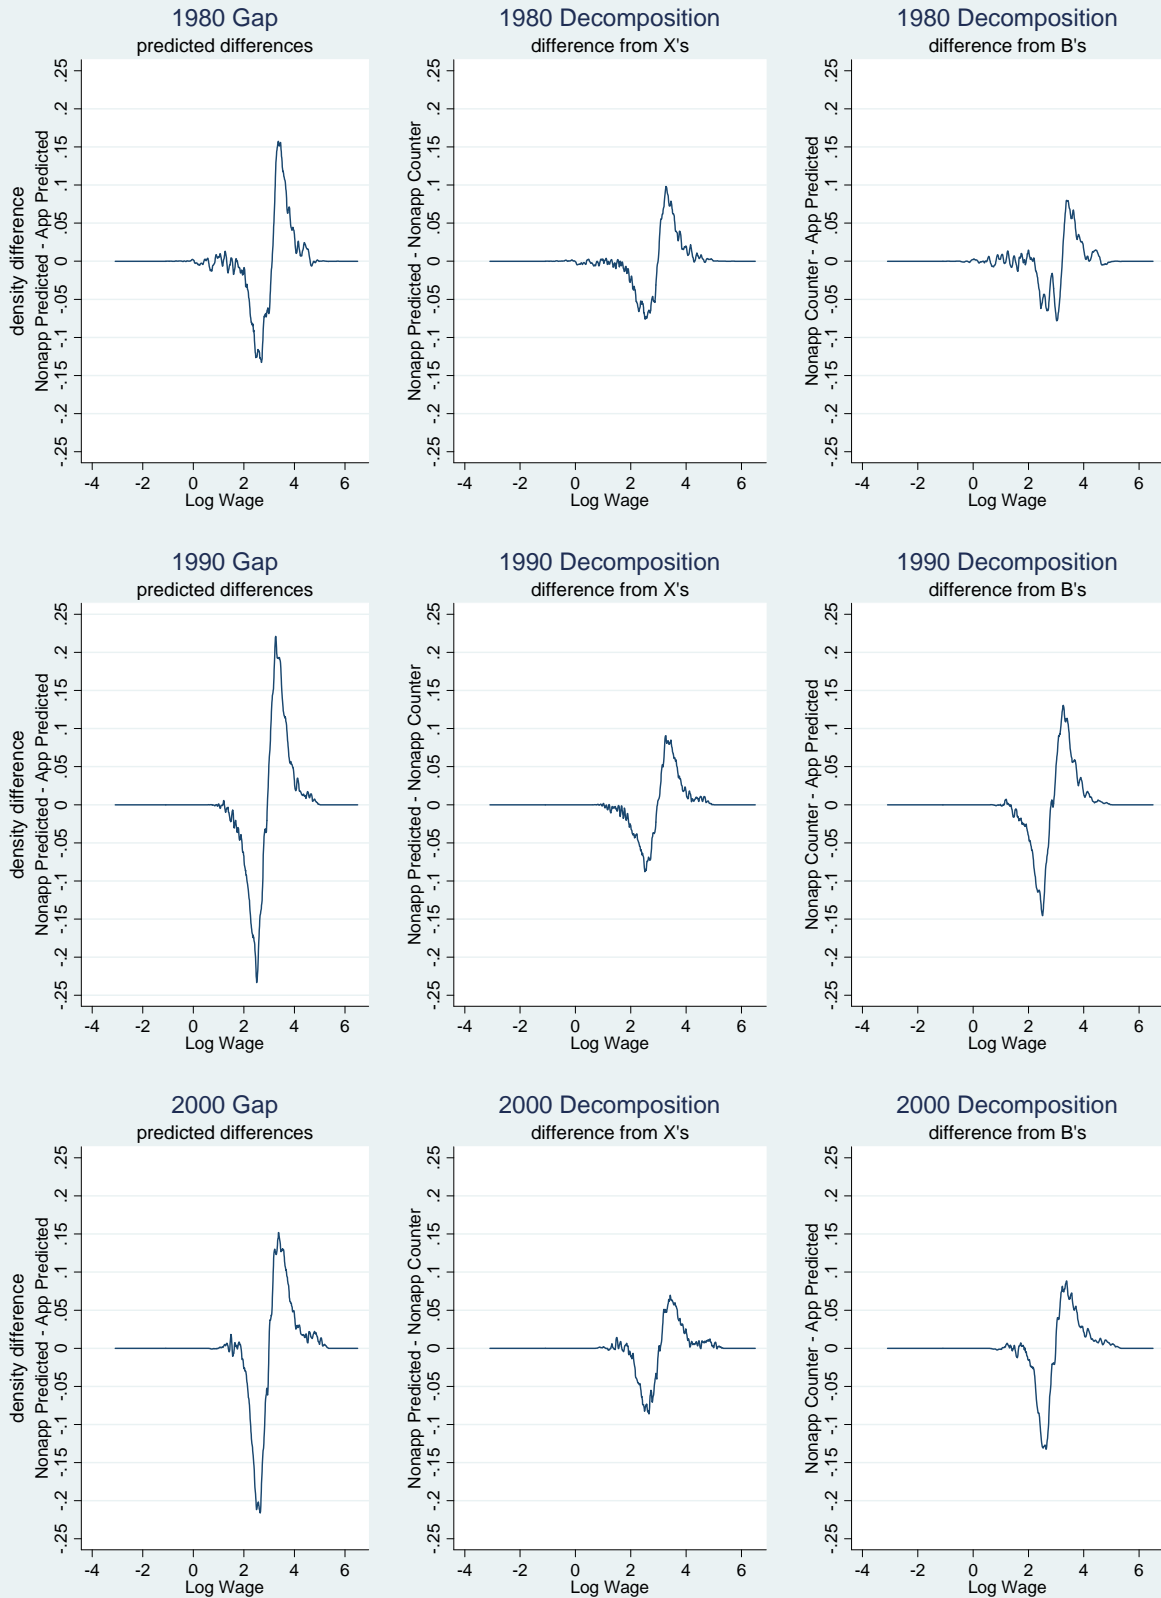 1980 Gap
predicted differences
density difference
Nonapp Predicted - App Predicted
.25
.2
.15
.1
.05
0
-.05
-.1
-.15
-.2
-.25
-4 -2 0 2 4 6
Log Wage
1980 Decomposition
difference from X's
Nonapp Predicted - Nonapp Counter
.25
.2
.15
.1
.05
0
-.05
-.1
-.15
-.2
-.25
-4 -2 0 2 4 6
Log Wage
1980 Decomposition
difference from B's
Nonapp Counter - App Predicted
.25
.2
.15
.1
.05
0
-.05
-.1
-.15
-.2
-.25
-4 -2 0 2 4 6
Log Wage
1990 Gap
predicted differences
density difference
Nonapp Predicted - App Predicted
.25
.2
.15
.1
.05
0
-.05
-.1
-.15
-.2
-.25
-4 -2 0 2 4 6
Log Wage
1990 Decomposition
difference from X's
Nonapp Predicted - Nonapp Counter
.25
.2
.15
.1
.05
0
-.05
-.1
-.15
-.2
-.25
-4 -2 0 2 4 6
Log Wage
1990 Decomposition
difference from B's
Nonapp Counter - App Predicted
.25
.2
.15
.1
.05
0
-.05
-.1
-.15
-.2
-.25
-4 -2 0 2 4 6
Log Wage
2000 Gap
predicted differences
density difference
Nonapp Predicted - App Predicted
.25
.2
.15
.1
.05
0
-.05
-.1
-.15
-.2
-.25
-4 -2 0 2 4 6
Log Wage
2000 Decomposition
difference from X's
Nonapp Predicted - Nonapp Counter
.25
.2
.15
.1
.05
0
-.05
-.1
-.15
-.2
-.25
-4 -2 0 2 4 6
Log Wage
2000 Decomposition
difference from B's
Nonapp Counter - App Predicted
.25
.2
.15
.1
.05
0
-.05
-.1
-.15
-.2
-.25
-4 -2 0 2 4 6
Log Wage